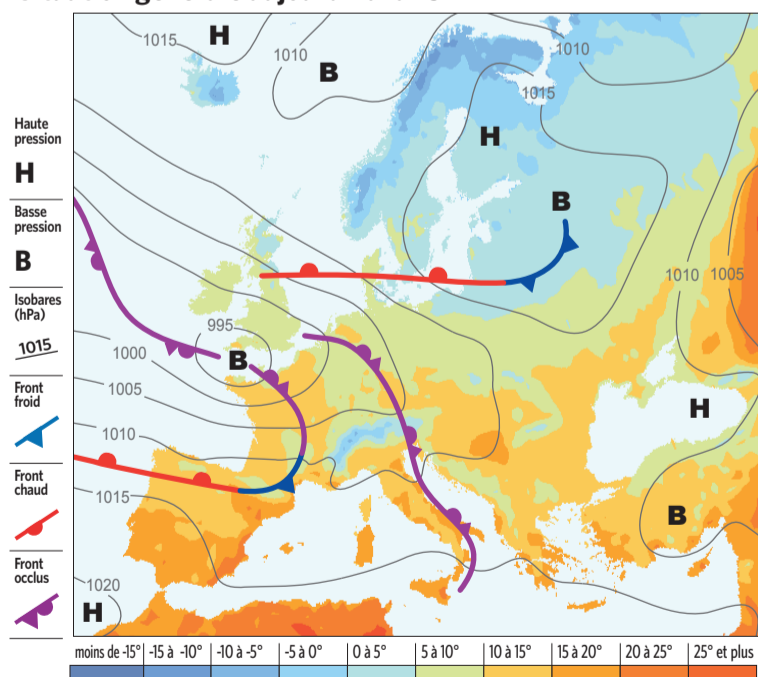 Haute
pression
H
Basse
pression
B
Isobares
(hPa)
1015
Front
froid
Front
chaud
Front
occlus
1015
H
1010
B
1010
1015
H
B
1010
1005
995
B
1000
1005
1010
1015
H
B
1020
H
moins de -15° -15 à -10° -10 à -5° -5 à 0° 0 à 5° 5 à 10° 10 à 15° 15 à 20° 20 à 25° 25° et plus